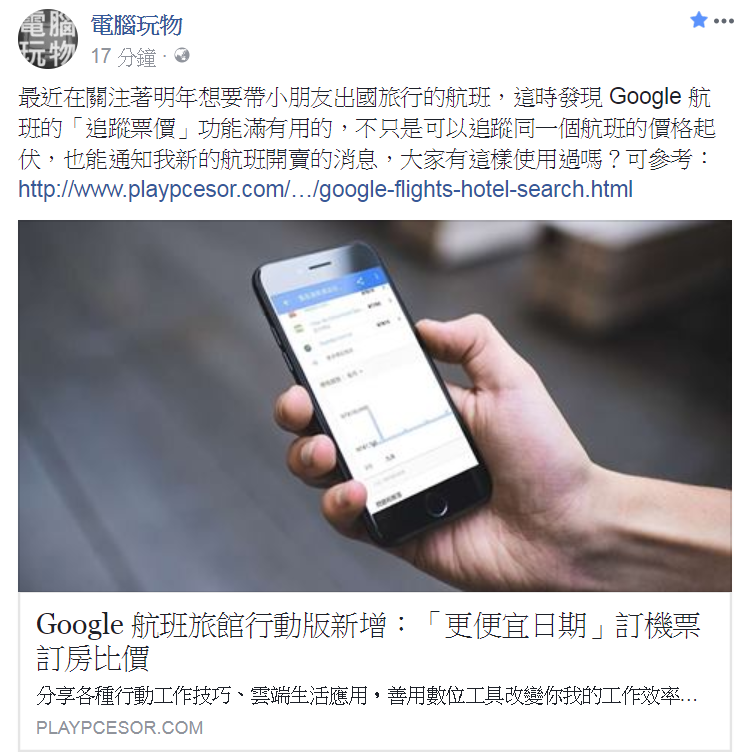 電腦玩物
電腦玩物
17 分鐘 ·
最近在關注著明年想要帶小朋友出國旅行的航班，這時發現 Google 航
班的「追蹤票價」功能滿有用的，不只是可以追蹤同一個航班的價格起
伏，也能通知我新的航班開賣的消息，大家有這樣使用過嗎？可參考：
http://www.playpcesor.com/…/google-flights-hotel-search.html
Google 航班旅館行動版新增：「更便宜日期」訂機票
訂房比價
分享各種行動工作技巧、雲端生活應用，善用數位工具改變你我的工作效率…
PLAYPCESOR.COM